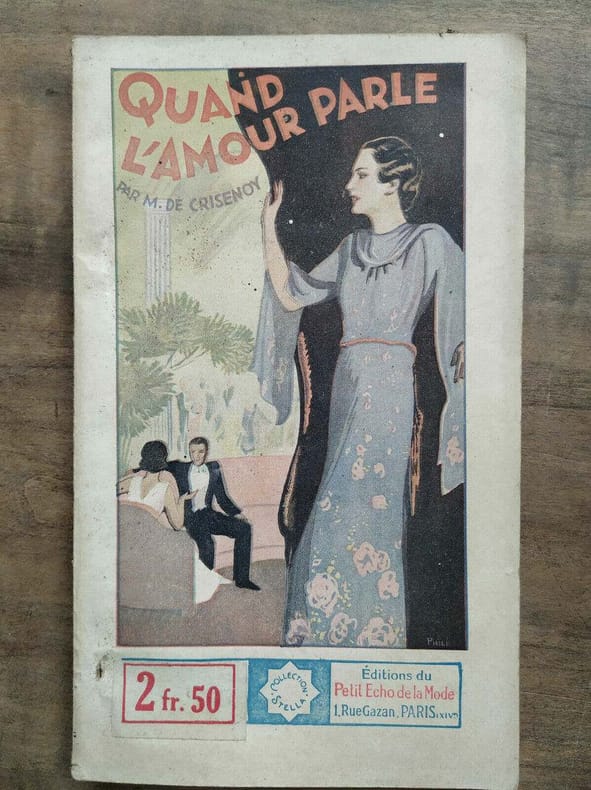 QUAND
L'AMOUR PARLE
PAR M. DE CRISENOY
PHILI
2 fr. 50
COLLECTION
STELLA
Éditions du
Petit Echo de la Mode
1, Rue Gazan, PARIS (XIVᵉ)